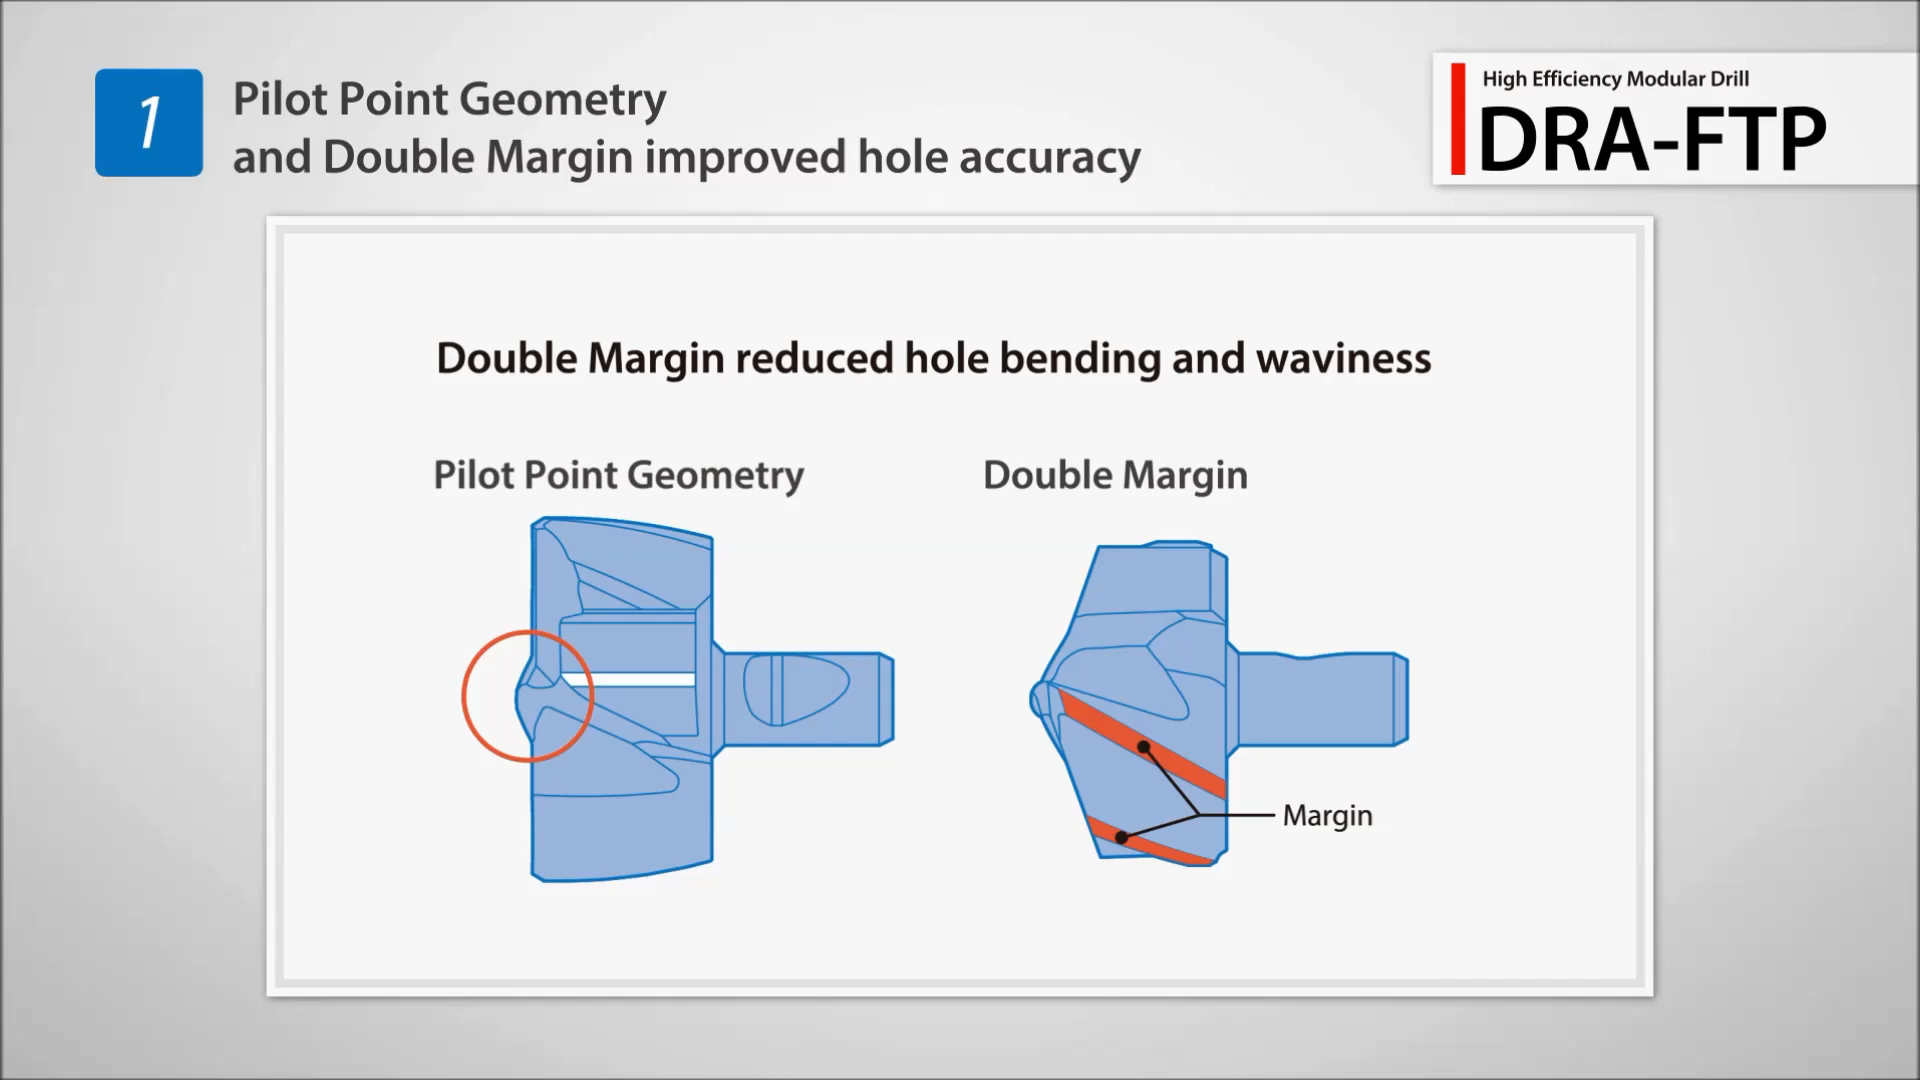 1
Pilot Point Geometry
and Double Margin improved hole accuracy
High Efficiency Modular Drill
DRA-FTP
Double Margin reduced hole bending and waviness
Pilot Point Geometry
Double Margin
Margin